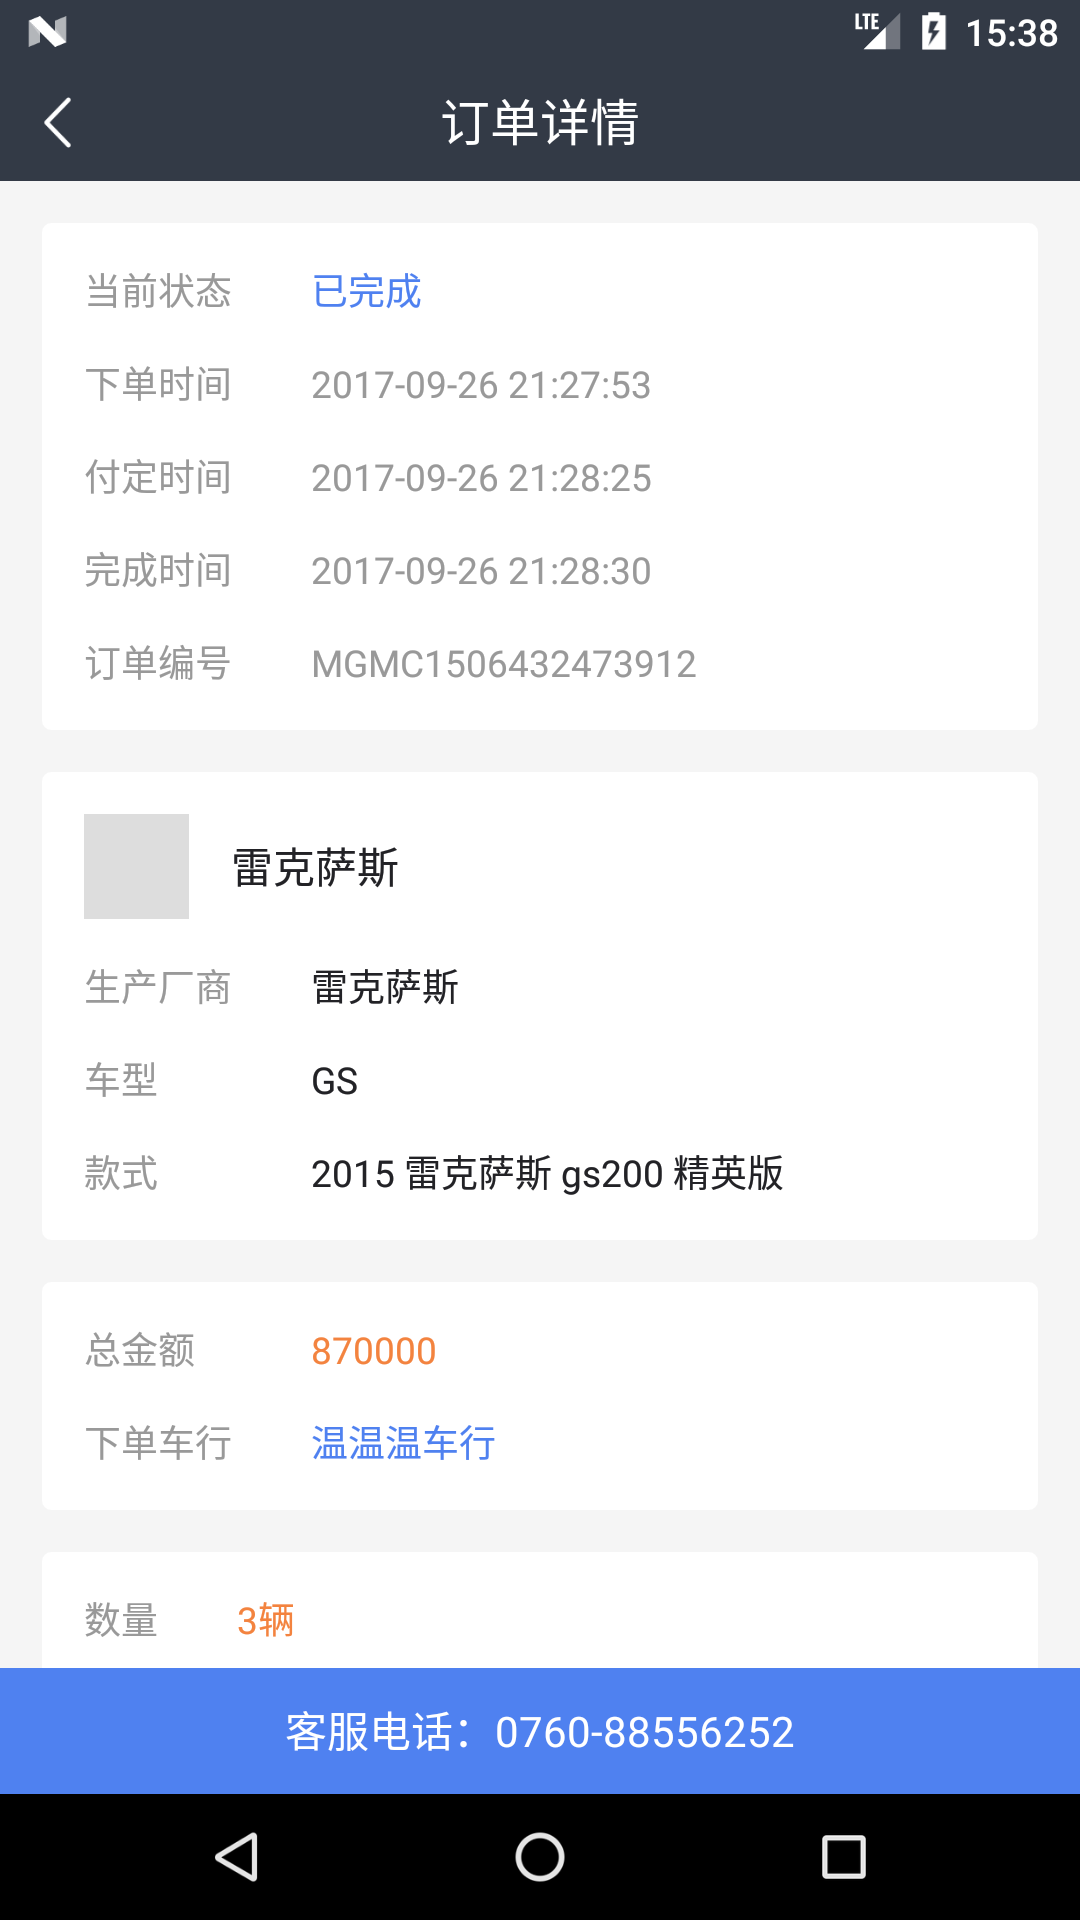 LTE 15:38
订单详情
当前状态 已完成
下单时间 2017-09-26 21:27:53
付定时间 2017-09-26 21:28:25
完成时间 2017-09-26 21:28:30
订单编号 MGMC1506432473912
雷克萨斯
生产厂商 雷克萨斯
车型 GS
款式 2015 雷克萨斯 gs200 精英版
总金额 870000
下单车行 温温温车行
数量 3辆
客服电话：0760-88556252